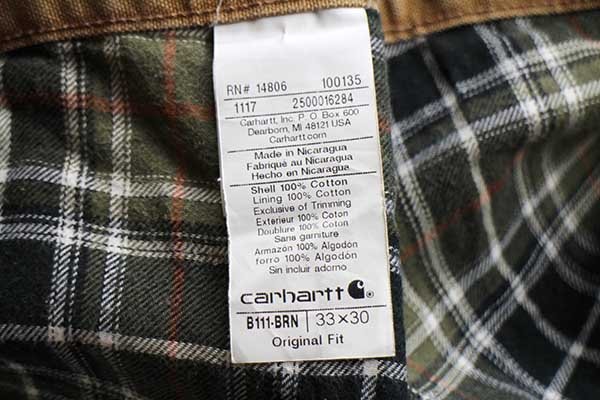 RN# 14806 100135
1117 2500016284
Carhartt, Inc. P O Box 600
Dearborn, MI 48121 USA
Carhartt.com
Made in Nicaragua
Fabriqué au Nicaragua
Hecho en Nicaragua
Shell 100% Cotton
Lining 100% Cotton
Exclusive of Trimming
Exterieur 100% Coton
Doublure 100% Coton
Sans garniture
Armazón 100% Algodón
forro 100% Algodón
Sin incluir adorno
carhartt
B111-BRN 33×30
Original Fit